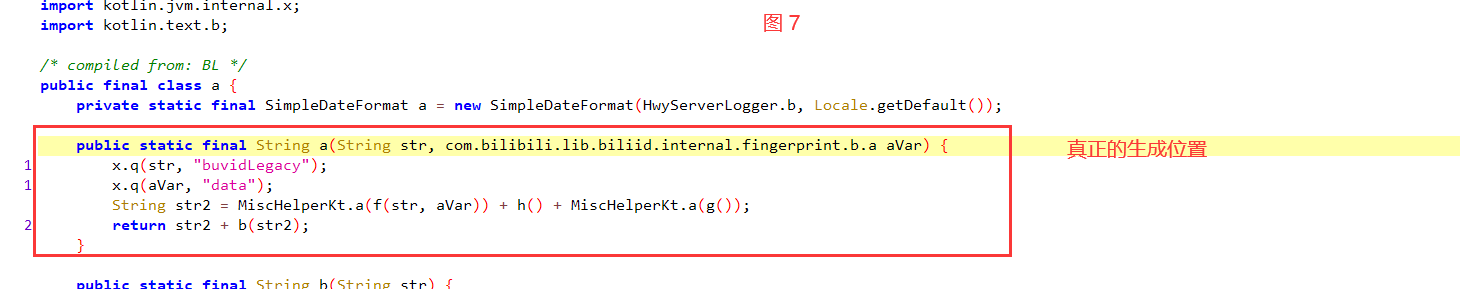 import kotlin.jvm.internal.x;
import kotlin.text.b;
图 7
/* compiled from: BL */
public final class a {
private static final SimpleDateFormat a = new SimpleDateFormat(HwyServerLogger.b, Locale.getDefault());
public static final String a(String str, com.bilibili.lib.biliid.internal.fingerprint.b.a aVar) {
真正的生成位置
1 x.q(str, "buvidLegacy");
1 x.q(aVar, "data");
String str2 = MiscHelperKt.a(f(str, aVar)) + h() + MiscHelperKt.a(g());
2 return str2 + b(str2);
}
public static final String b(String str) {